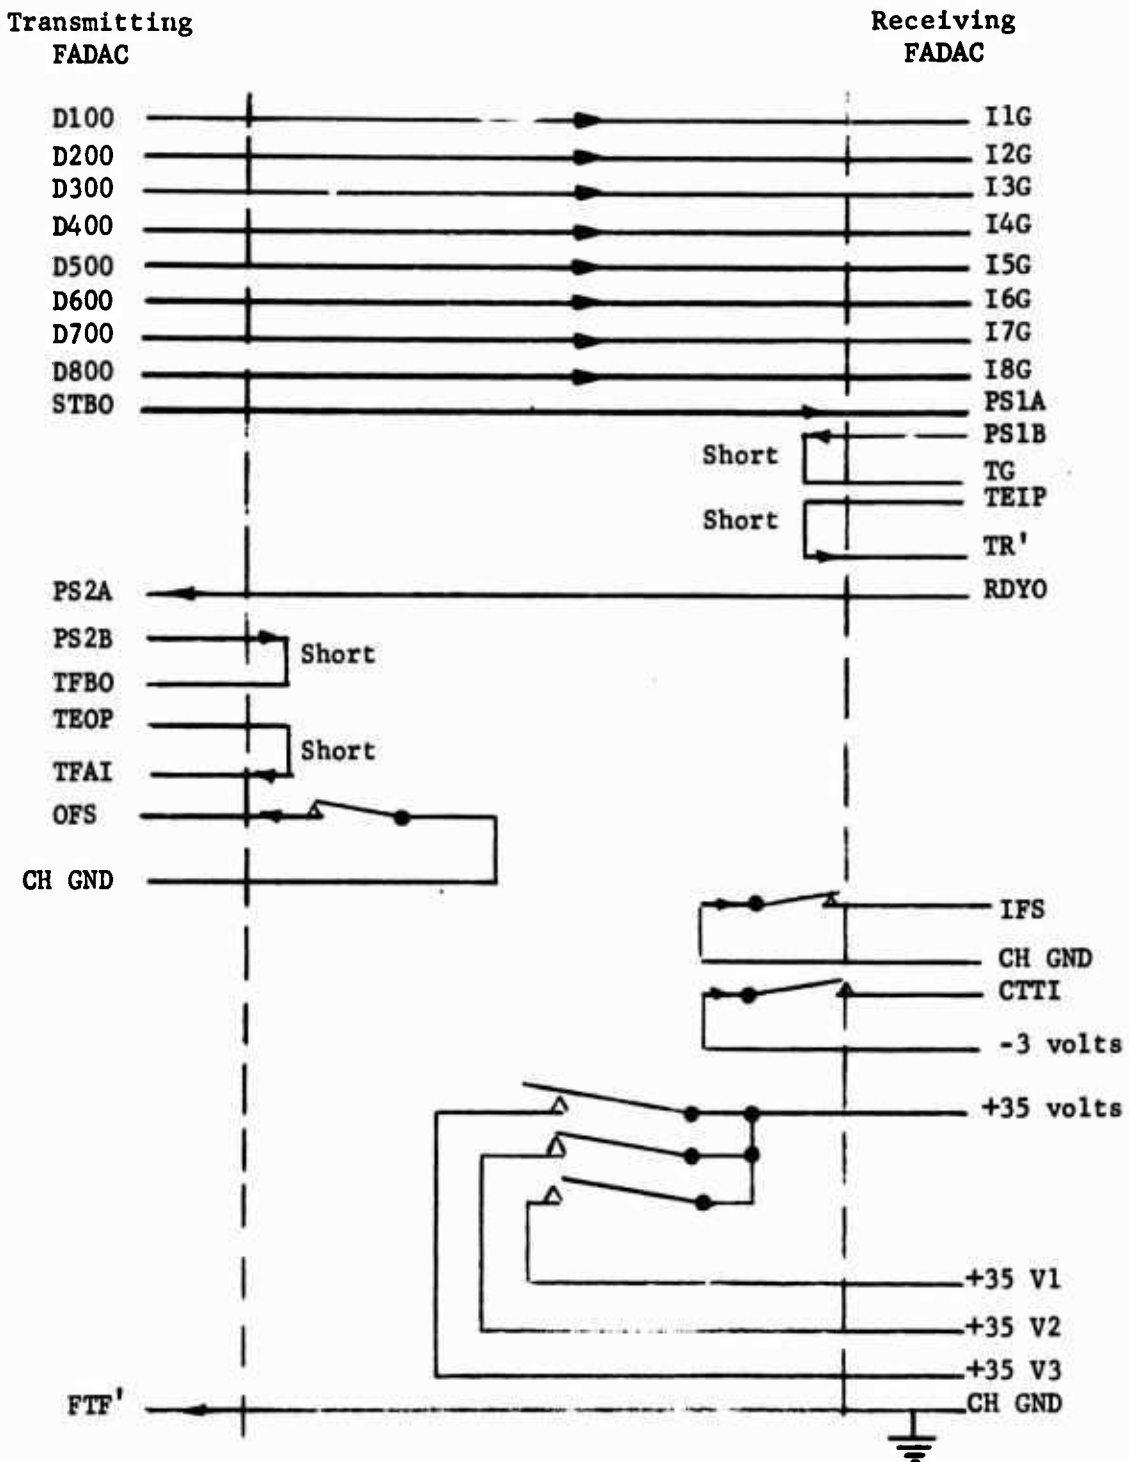 Transmitting
FADAC
Receiving
FADAC
D100
I1G
D200
I2G
D300
I3G
D400
I4G
D500
I5G
D600
I6G
D700
I7G
D800
I8G
STBO
PS1A
PS1B
Short
TG
TEIP
Short
TR'
PS2A
RDYO
PS2B
Short
TFBO
TEOP
Short
TFAI
OFS
CH GND
IFS
CH GND
CTTI
-3 volts
+35 volts
+35 V1
+35 V2
+35 V3
FTF'
CH GND